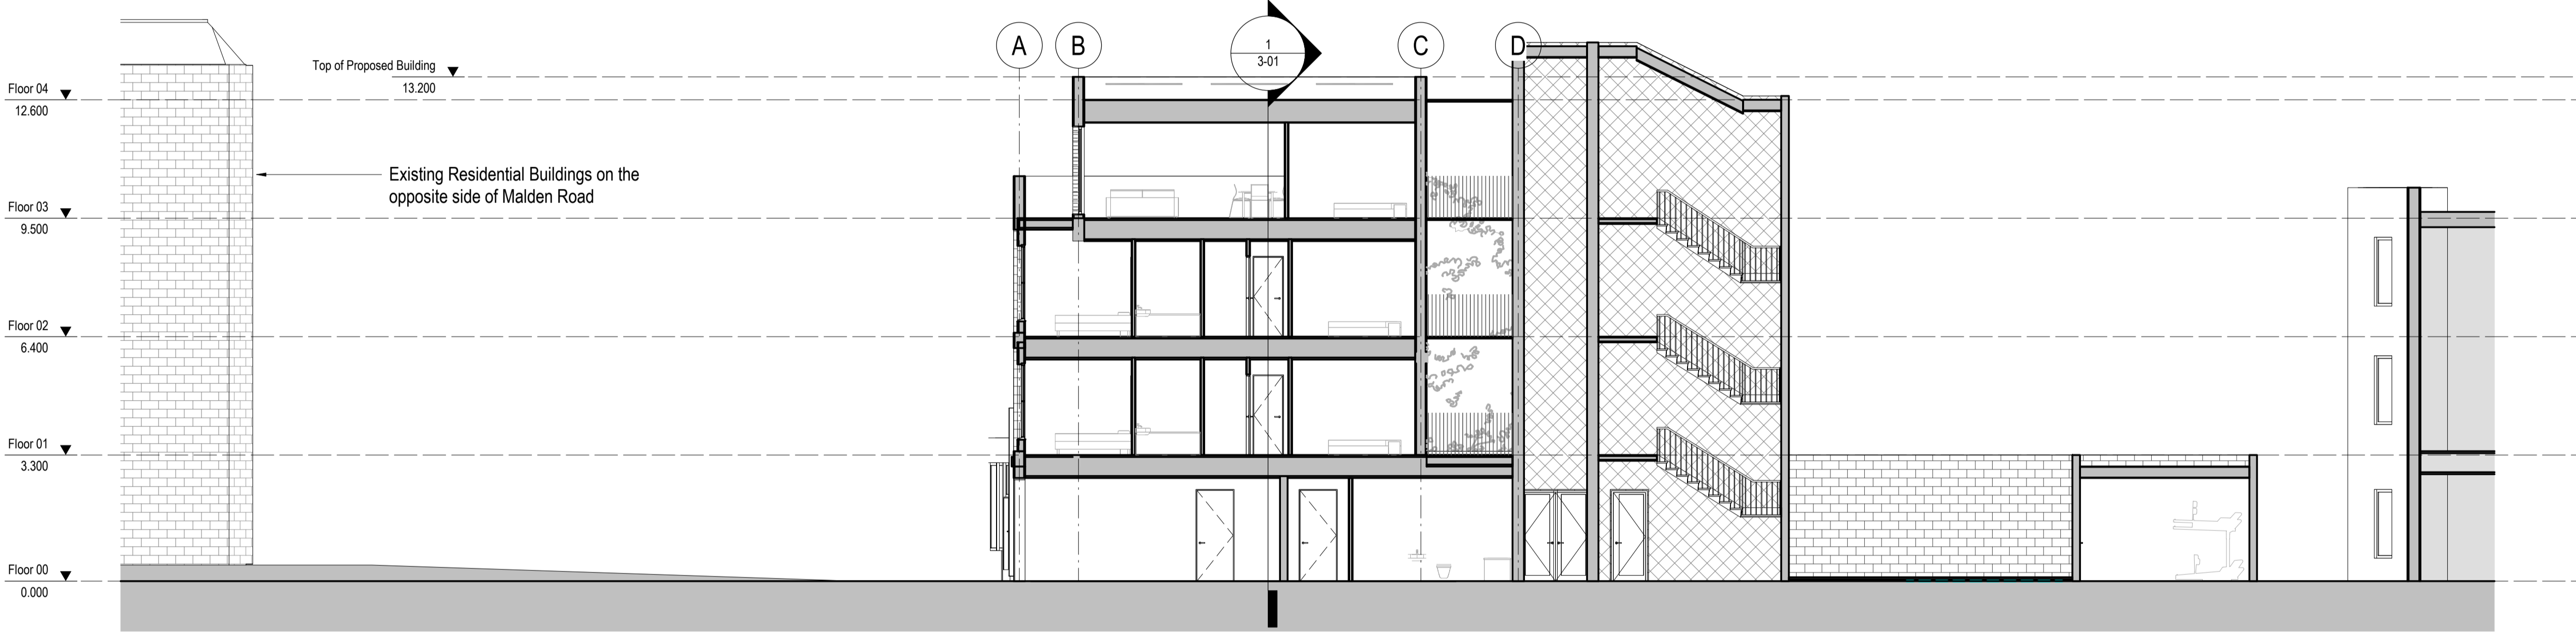 A
B
1
3-01
C
D
Top of Proposed Building
13.200
Floor 04
12.600
Existing Residential Buildings on the
opposite side of Malden Road
Floor 03
9.500
Floor 02
6.400
Floor 01
3.300
Floor 00
0.000